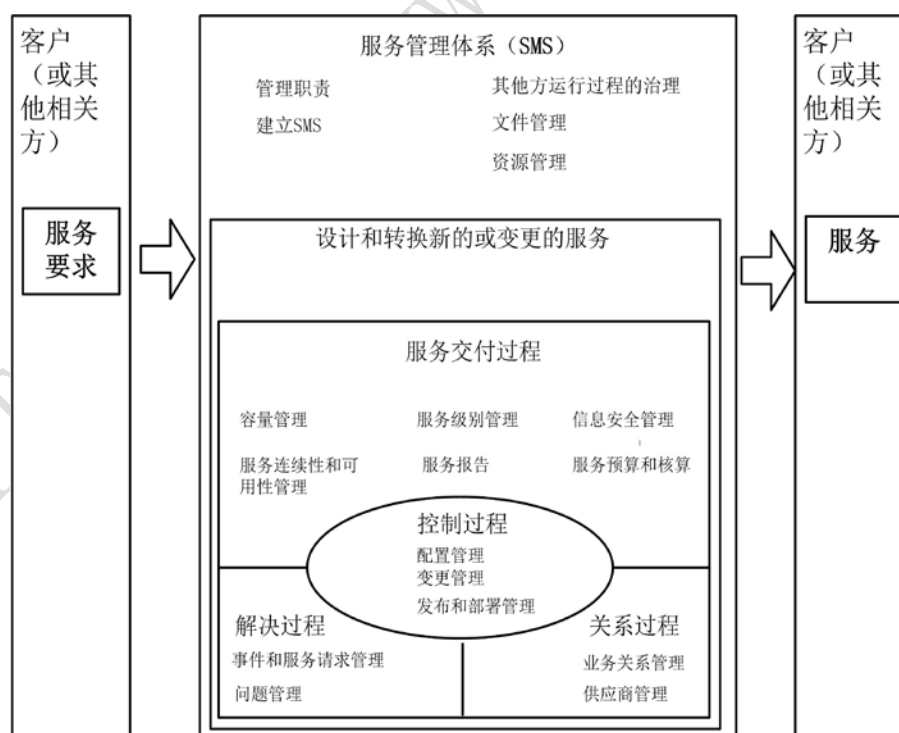 客户
（或其
他相关
方）
服务
要求
服务管理体系（SMS）
管理职责
其他方运行过程的治理
建立SMS
文件管理
资源管理
设计和转换新的或变更的服务
服务交付过程
容量管理
服务级别管理
信息安全管理
服务连续性和可
用性管理
服务报告
服务预算和核算
控制过程
配置管理
变更管理
发布和部署管理
解决过程
事件和服务请求管理
问题管理
关系过程
业务关系管理
供应商管理
客户
（或其
他相关
方）
服务